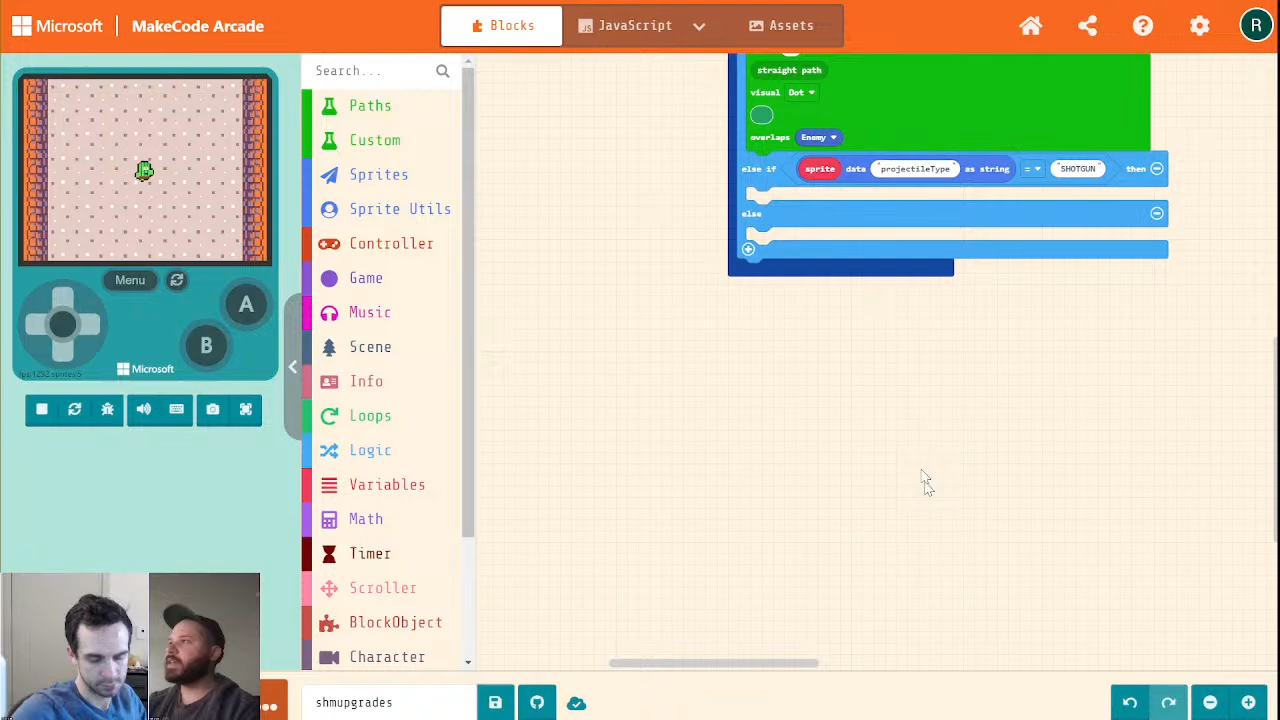 Microsoft MakeCode Arcade
Blocks
JavaScript
Assets
R
Search...
Paths
Custom
Sprites
Sprite Utils
Controller
Game
Music
Scene
Info
Loops
Logic
Variables
Math
Timer
Scroller
BlockObject
Character
straight path
visual Dot
overlaps Enemy
else if sprite data "projectileType" as string = "SHOTGUN" then
else
Menu
A
B
Microsoft
shmupgrades